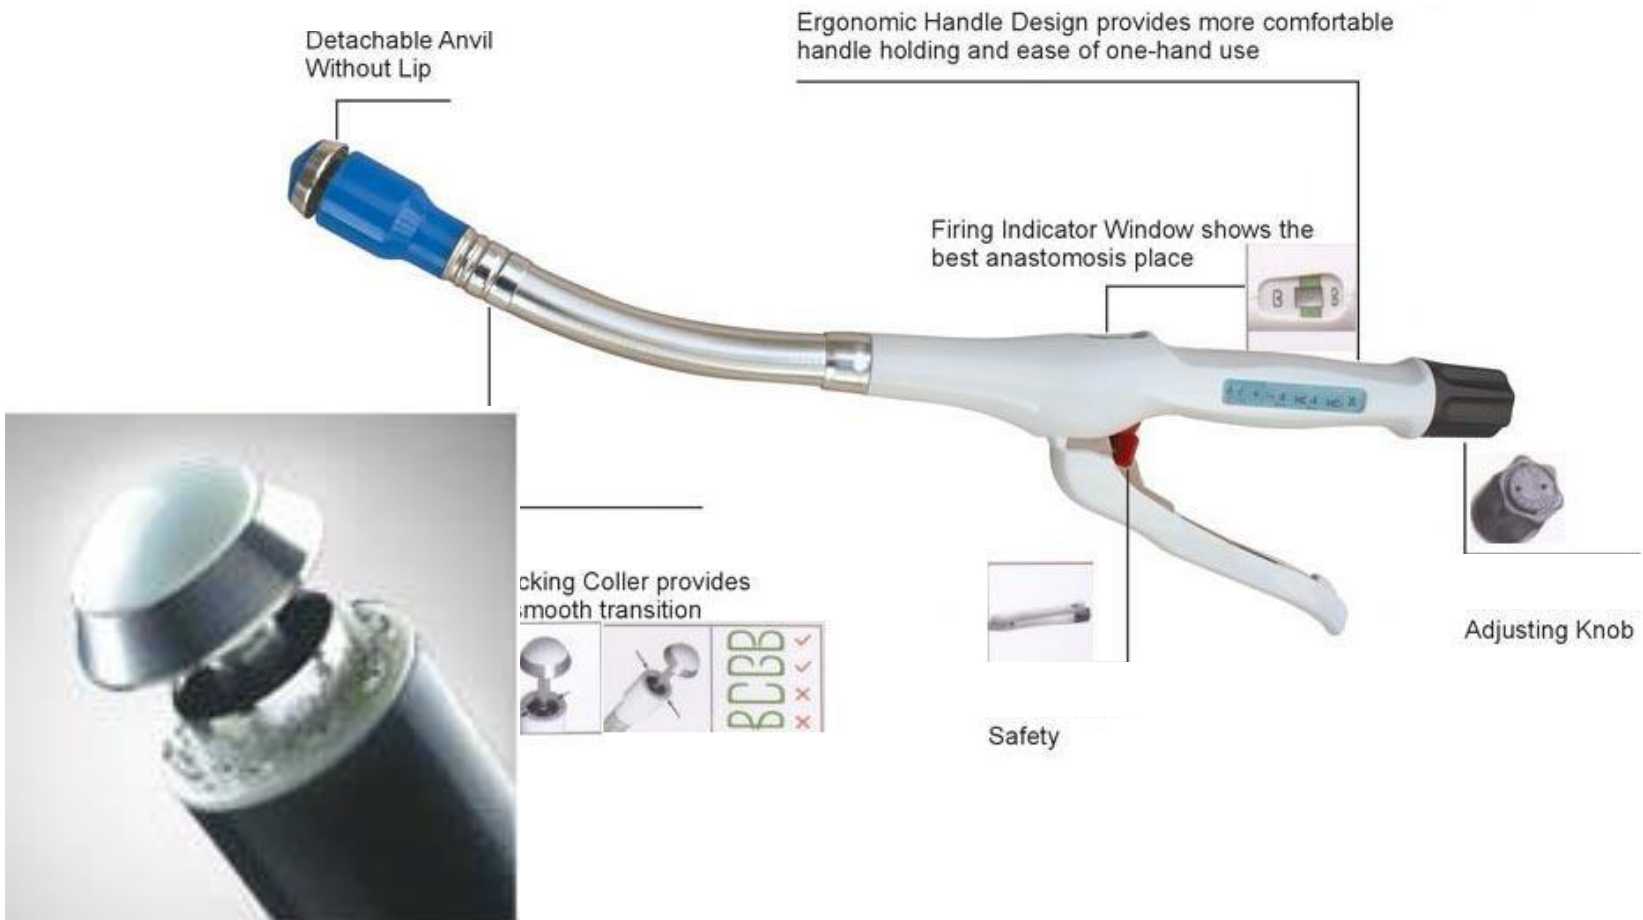 Detachable Anvil
Without Lip
Ergonomic Handle Design provides more comfortable
handle holding and ease of one-hand use
Firing Indicator Window shows the
best anastomosis place
cking Coller provides
smooth transition
Adjusting Knob
Safety